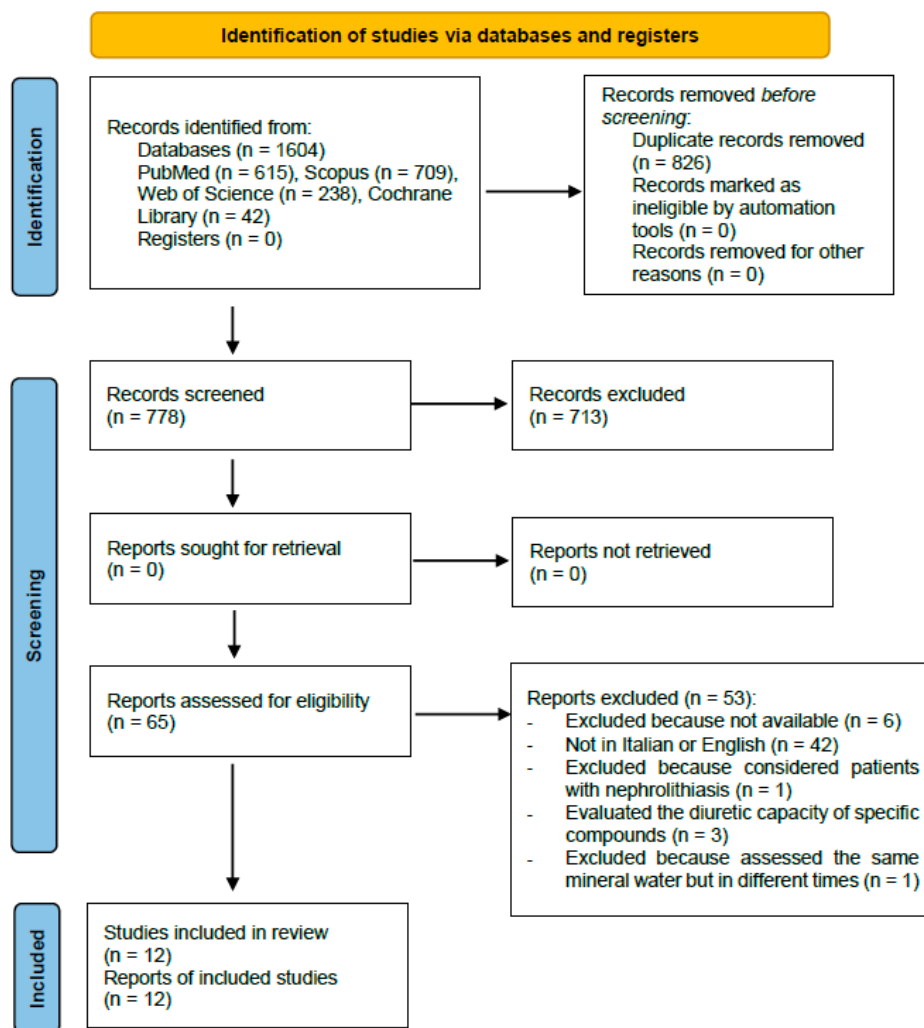 Identification of studies via databases and registers
Identification
Records identified from:
Databases (n = 1604)
PubMed (n = 615), Scopus (n = 709),
Web of Science (n = 238), Cochrane
Library (n = 42)
Registers (n = 0)
Records removed before
screening:
Duplicate records removed
(n = 826)
Records marked as
ineligible by automation
tools (n = 0)
Records removed for other
reasons (n = 0)
Screening
Records screened
(n = 778)
Records excluded
(n = 713)
Reports sought for retrieval
(n = 0)
Reports not retrieved
(n = 0)
Reports assessed for eligibility
(n = 65)
Reports excluded (n = 53):
- Excluded because not available (n = 6)
- Not in Italian or English (n = 42)
- Excluded because considered patients
with nephrolithiasis (n = 1)
- Evaluated the diuretic capacity of specific
compounds (n = 3)
- Excluded because assessed the same
mineral water but in different times (n = 1)
Included
Studies included in review
(n = 12)
Reports of included studies
(n = 12)